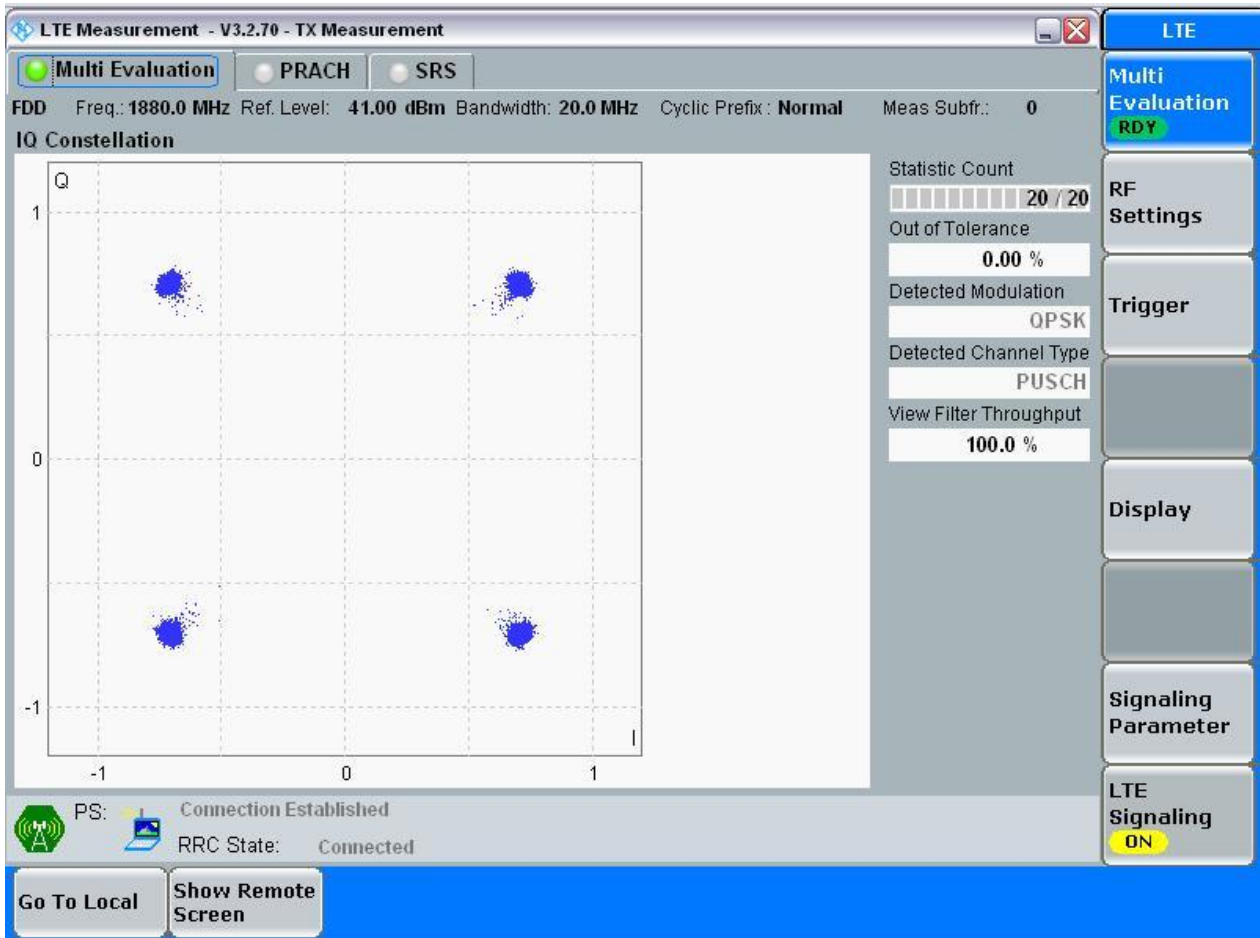 LTE Measurement - V3.2.70 - TX Measurement
LTE
Multi Evaluation PRACH SRS
FDD Freq.: 1880.0 MHz Ref. Level: 41.00 dBm Bandwidth: 20.0 MHz Cyclic Prefix : Normal Meas Subfr.: 0
IQ Constellation
Q
1
0
-1
I
-1 0 1
Statistic Count
20 / 20
Out of Tolerance
0.00 %
Detected Modulation
QPSK
Detected Channel Type
PUSCH
View Filter Throughput
100.0 %
Multi
Evaluation
RDY
RF
Settings
Trigger
Display
Signaling
Parameter
LTE
Signaling
ON
PS: Connection Established
RRC State: Connected
Go To Local
Show Remote
Screen